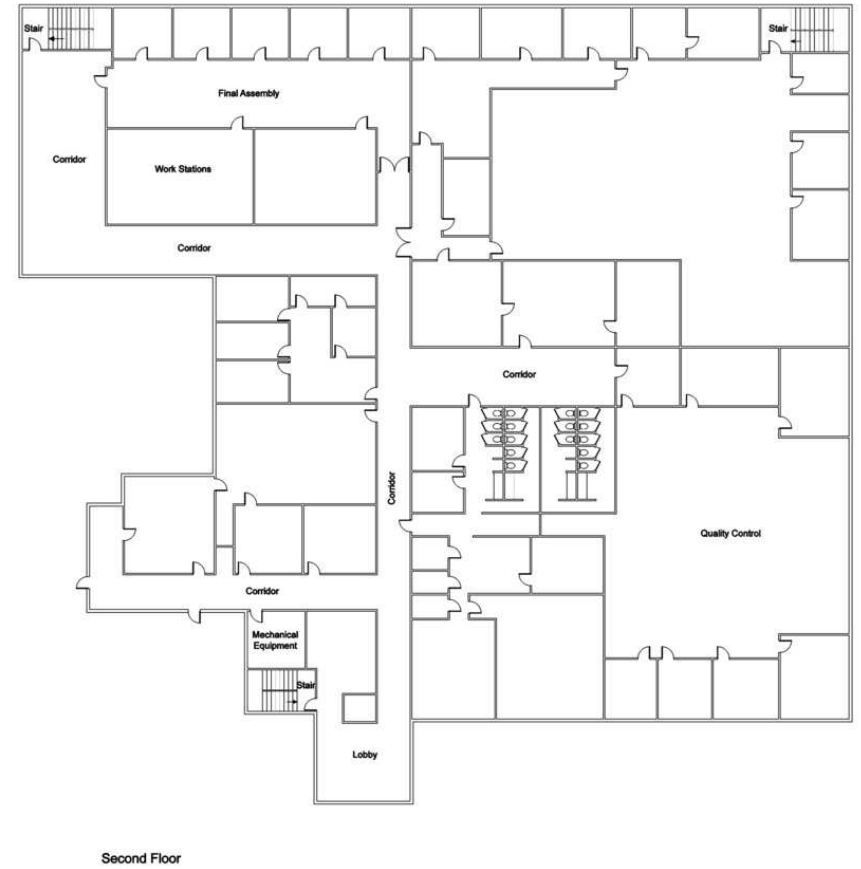 Stair
Stair
Final Assembly
Corridor
Work Stations
Corridor
Corridor
Corridor
Quality Control
Corridor
Mechanical
Equipment
Stair
Lobby
Second Floor